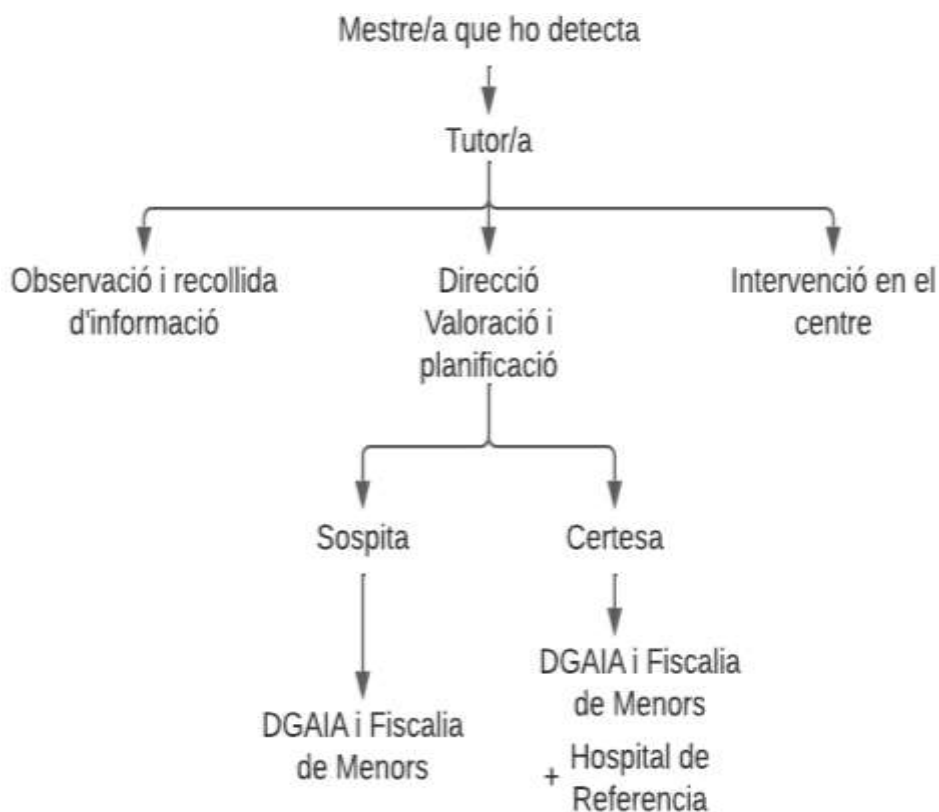 Mestre/a que ho detecta
Tutor/a
Observació i recollida
d'informació
Direcció
Valoració i
planificació
Intervenció en el
centre
Sospita
Certesa
DGAIA i Fiscalia
de Menors
DGAIA i Fiscalia
de Menors
+ Hospital de
Referencia